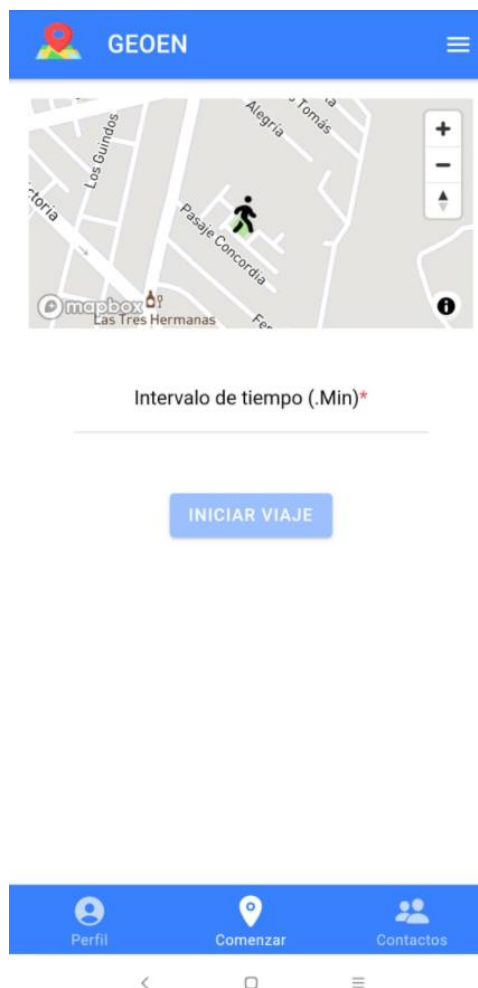 GEOEN
Los Guindos
Alegría
Tomás
Pasaje Concordia
mapbox
Las Tres Hermanas
Intervalo de tiempo (.Min)*
INICIAR VIAJE
Perfil
Comenzar
Contactos